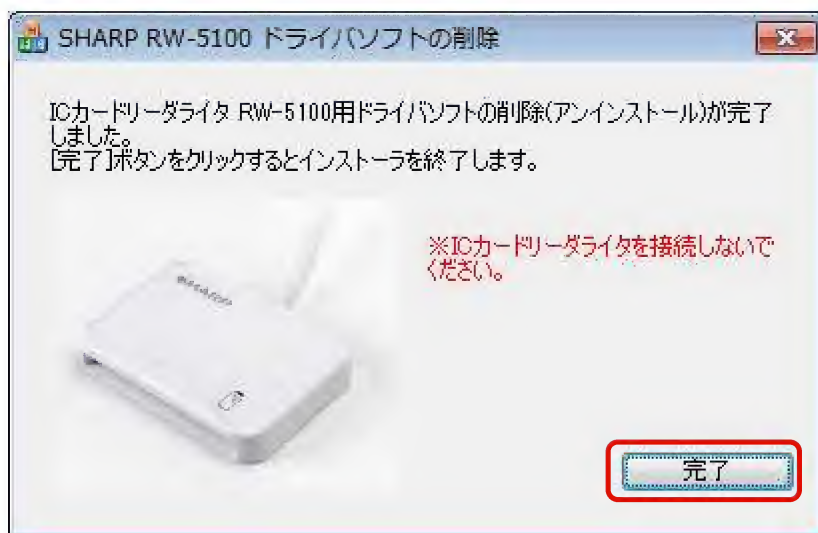 SHARP RW-5100 ドライバソフトの削除
ICカードリーダライタ RW-5100用ドライバソフトの削除(アンインストール)が完了
しました。
[完了]ボタンをクリックするとインストーラを終了します。
※ICカードリーダライタを接続しないで
ください。
SHARP
完了